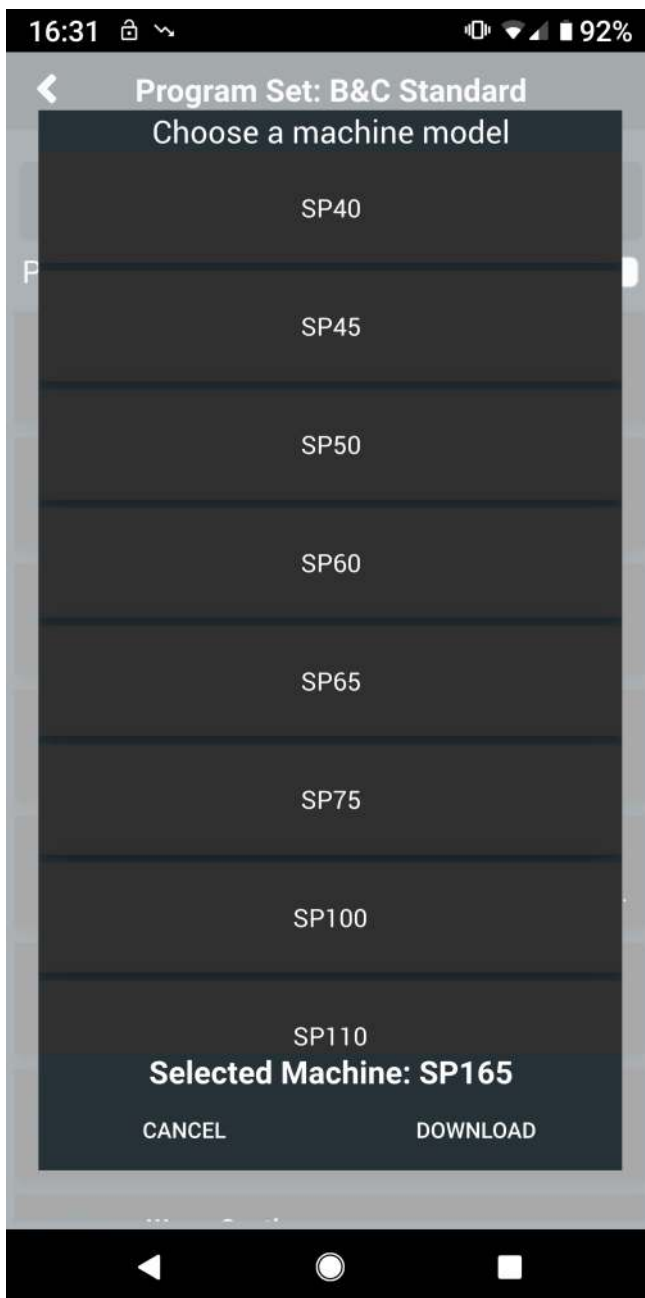 16:31 92%
Program Set: B&C Standard
Choose a machine model
P
SP40
SP45
SP50
SP60
SP65
SP75
SP100
SP110
Selected Machine: SP165
CANCEL DOWNLOAD